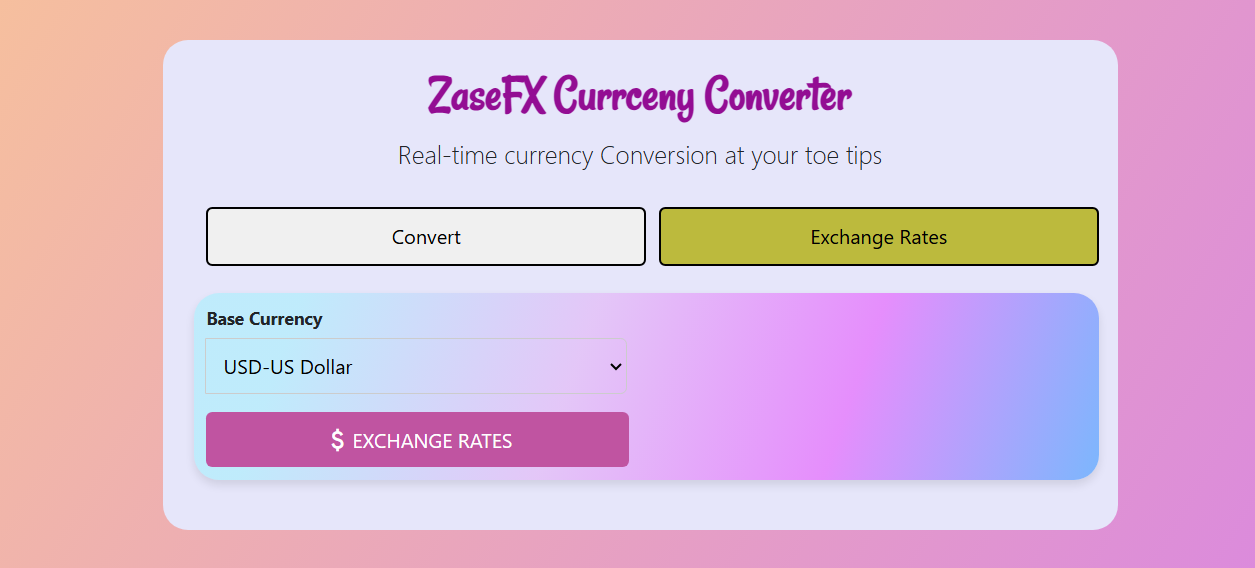 ZaseFX Currceny Converter
Real-time currency Conversion at your toe tips
Convert
Exchange Rates
Base Currency
USD-US Dollar
$ EXCHANGE RATES